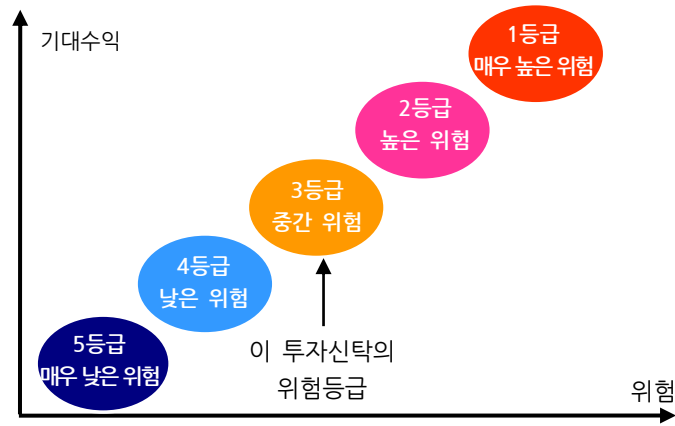 기대수익
1등급
매우 높은 위험
2등급
높은 위험
3등급
중간 위험
4등급
낮은 위험
5등급
매우 낮은 위험
이 투자신탁의
위험등급
위험